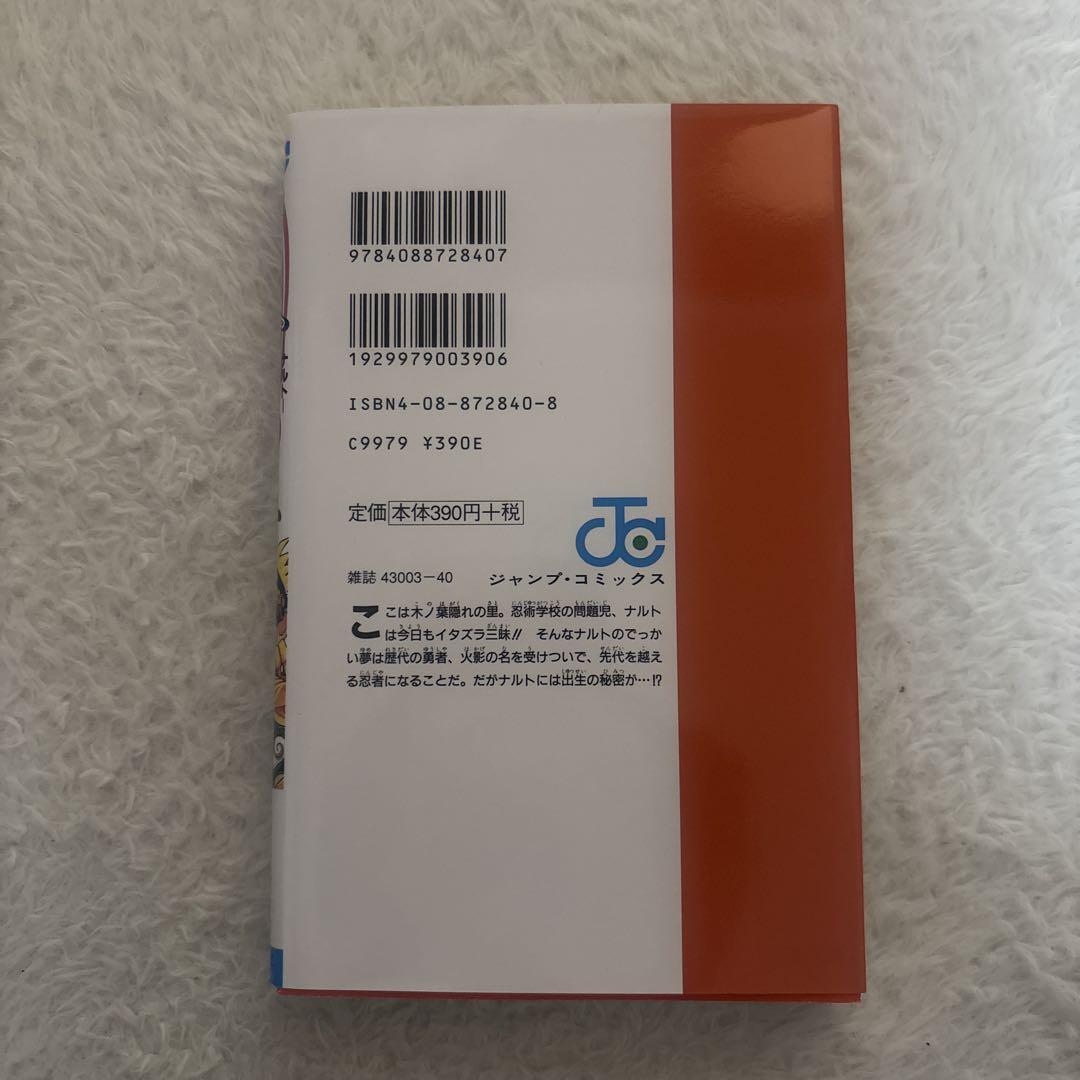 9784088728407
1929979003906
ISBN4-08-872840-8
C9979 ¥390E
定価 本体390円+税
雑誌 43003-40
ジャンプ・コミックス
ここは木ノ葉隠れの里。忍術学校の問題児、ナルト
は今日もイタズラ三昧!! そんなナルトのでっか
い夢は歴代の勇者、火影の名を受けついで、先代を越え
る忍者になることだ。だがナルトには出生の秘密が…!?
ナルト